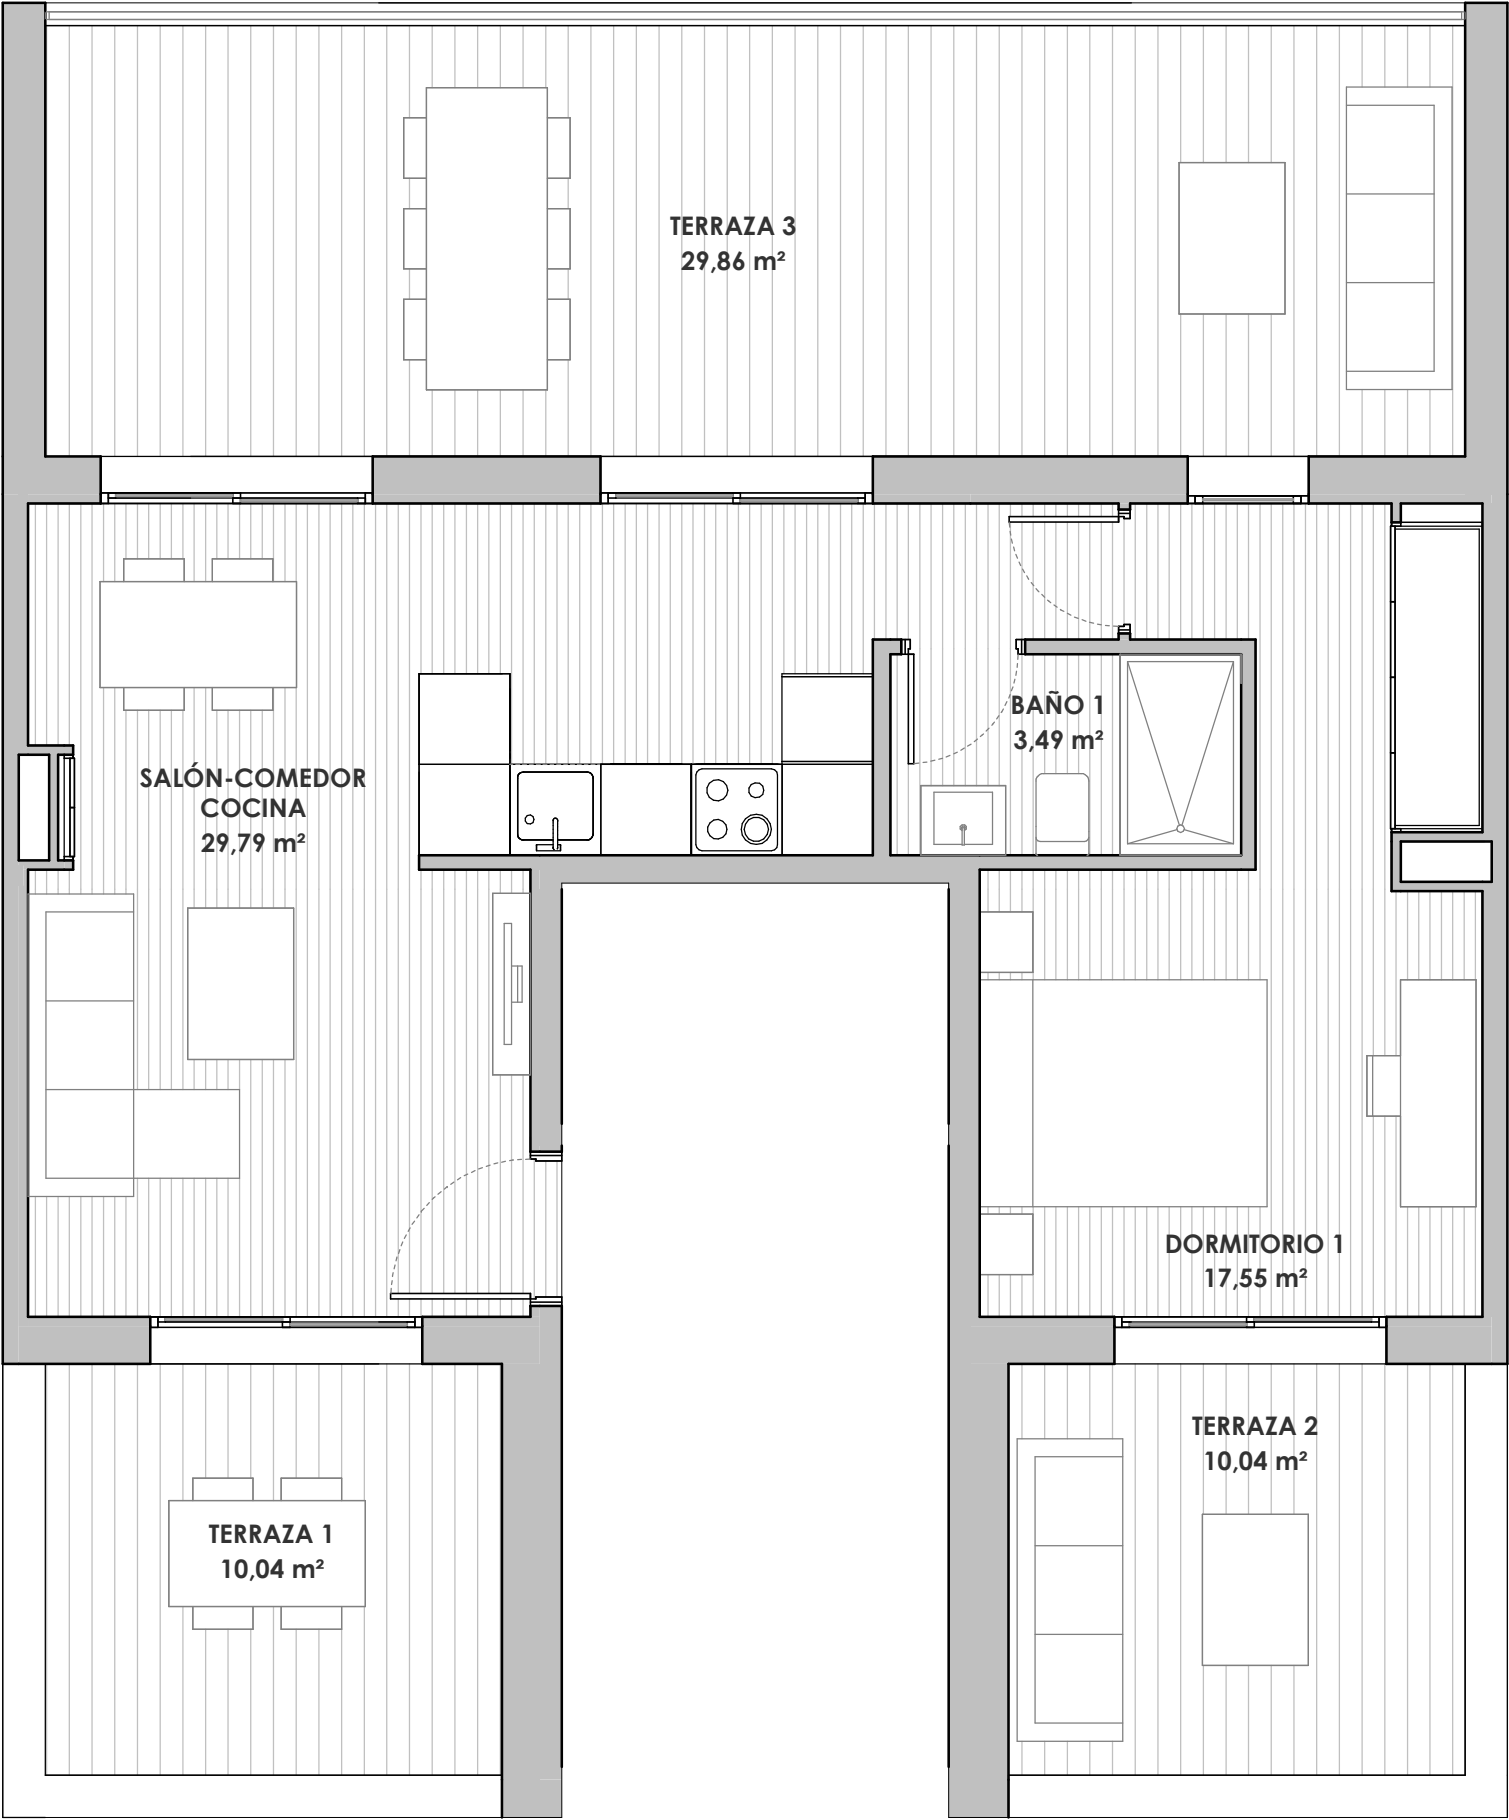 TERRAZA 3
29,86 m²
BAÑO 1
3,49 m²
SALÓN-COMEDOR
COCINA
29,79 m²
DORMITORIO 1
17,55 m²
TERRAZA 2
10,04 m²
TERRAZA 1
10,04 m²